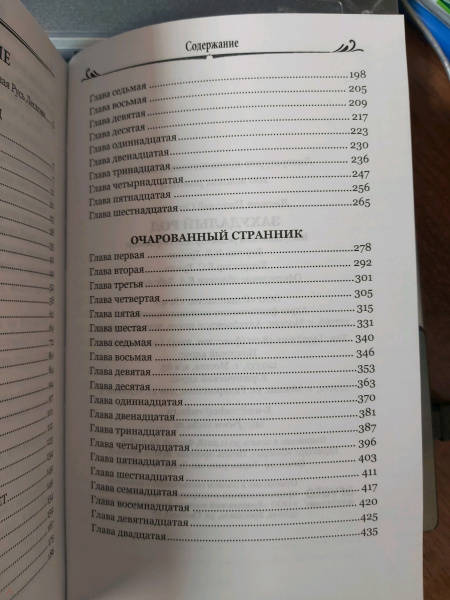 Содержание
Глава седьмая 198
Глава восьмая 205
Глава девятая 209
Глава десятая 217
Глава одиннадцатая 223
Глава двенадцатая 230
Глава тринадцатая 236
Глава четырнадцатая 247
Глава пятнадцатая 256
Глава шестнадцатая 265
ОЧАРОВАННЫЙ СТРАННИК
Глава первая 278
Глава вторая 292
Глава третья 301
Глава четвертая 305
Глава пятая 315
Глава шестая 331
Глава седьмая 340
Глава восьмая 346
Глава девятая 353
Глава десятая 363
Глава одиннадцатая 370
Глава двенадцатая 381
Глава тринадцатая 387
Глава четырнадцатая 396
Глава пятнадцатая 403
Глава шестнадцатая 411
Глава семнадцатая 417
Глава восемнадцатая 420
Глава девятнадцатая 425
Глава двадцатая 435